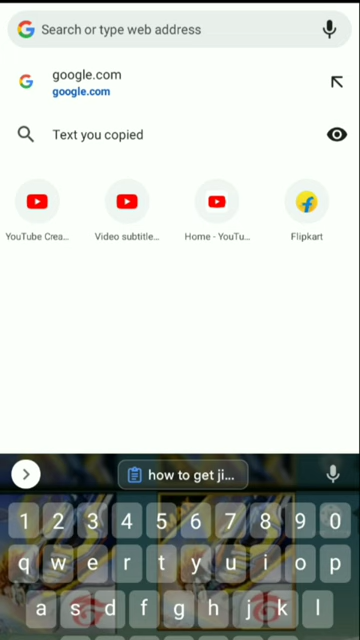 Search or type web address
google.com
google.com
Text you copied
YouTube Crea... Video subtitle... Home - YouTu... Flipkart
how to get ji...
1 2 3 4 5 6 7 8 9 0
q w e r t y u i o p
a s d f g h j k l